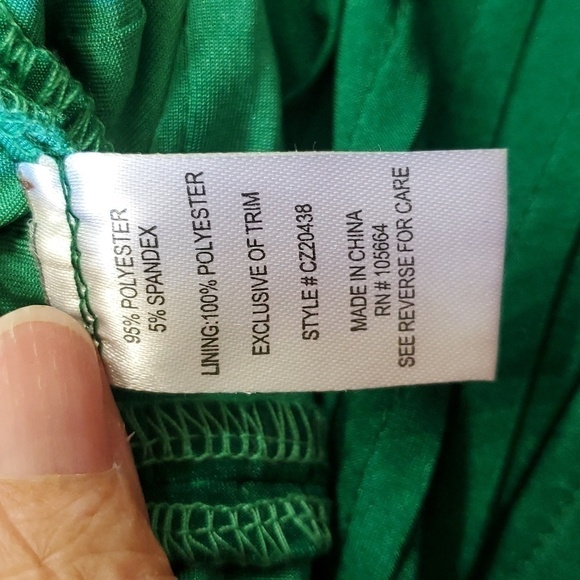 95% POLYESTER
5% SPANDEX
LINING:100% POLYESTER
EXCLUSIVE OF TRIM
STYLE # CZ20438
MADE IN CHINA
RN # 105664
SEE REVERSE FOR CARE